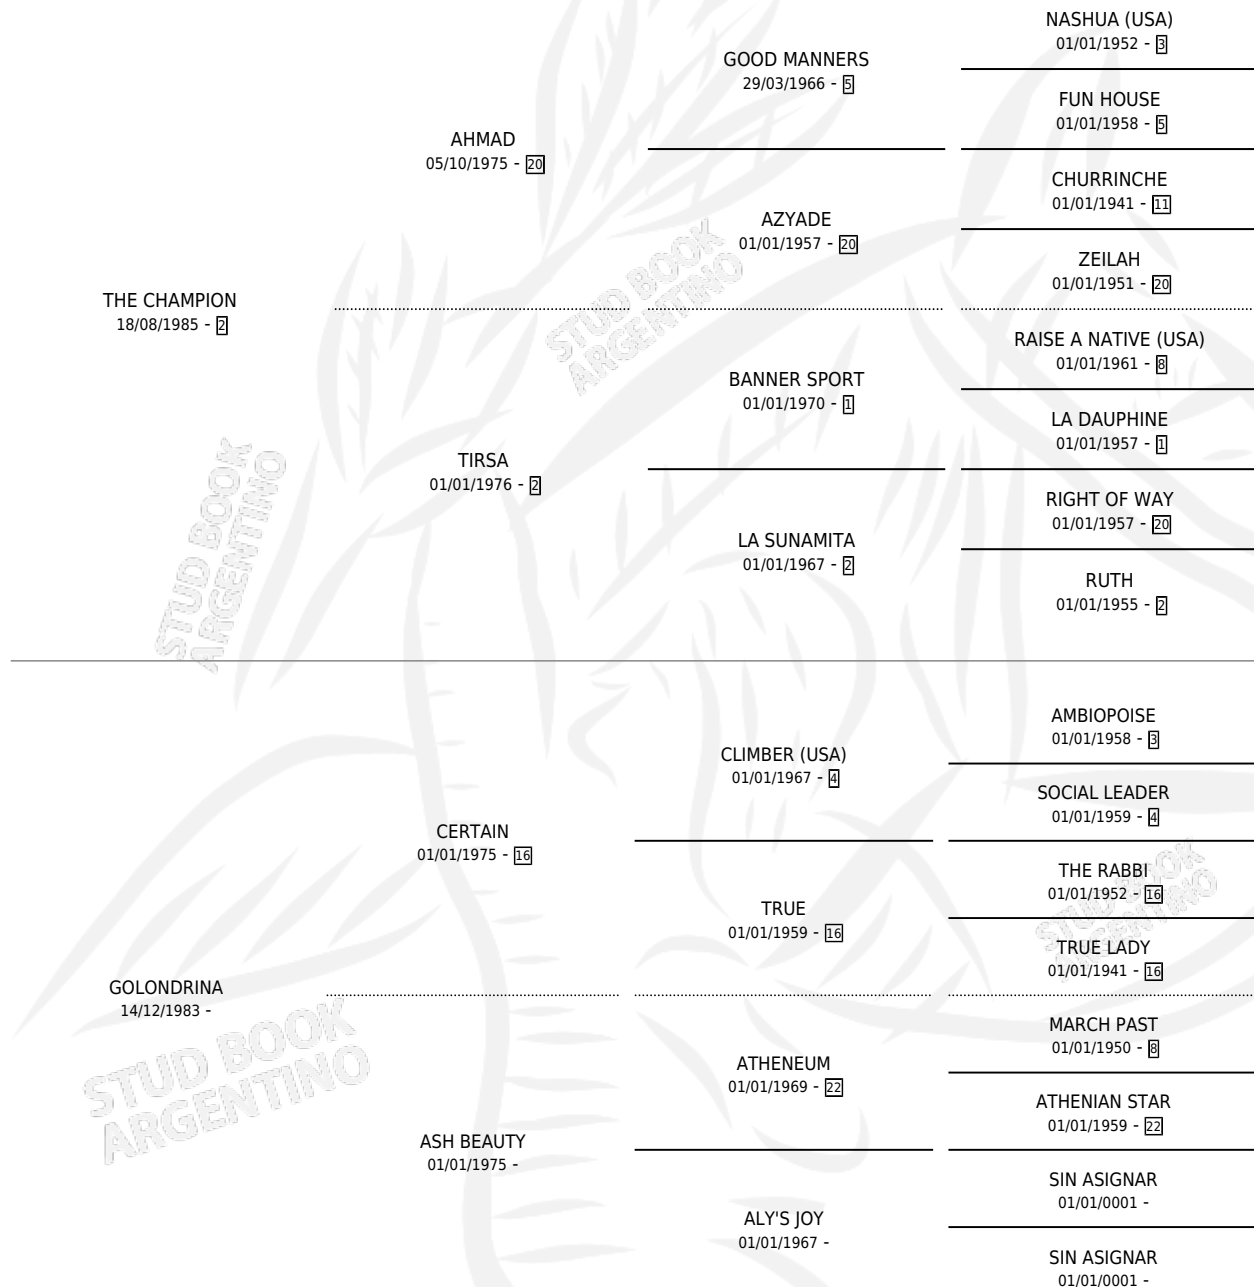 NASHUA (USA)
01/01/1952 - 3
GOOD MANNERS
29/03/1966 - 5
FUN HOUSE
01/01/1958 - 5
AHMAD
05/10/1975 - 20
CHURRINCHE
01/01/1941 - 11
AZYADE
01/01/1957 - 20
ZEILAH
01/01/1951 - 20
THE CHAMPION
18/08/1985 - 2
STUD BOOK
ARGENTINO
RAISE A NATIVE (USA)
01/01/1961 - 8
BANNER SPORT
01/01/1970 - 1
LA DAUPHINE
01/01/1957 - 1
TIRSA
01/01/1976 - 2
RIGHT OF WAY
01/01/1957 - 20
LA SUNAMITA
01/01/1967 - 2
RUTH
01/01/1955 - 2
STUD BOOK
ARGENTINO
AMBIOPOISE
01/01/1958 - 3
CLIMBER (USA)
01/01/1967 - 4
SOCIAL LEADER
01/01/1959 - 4
CERTAIN
01/01/1975 - 16
THE RABBI
01/01/1952 - 16
TRUE
01/01/1959 - 16
TRUE LADY
01/01/1941 - 16
STUD BOOK
ARGENTINO
GOLONDRINA
14/12/1983 -
MARCH PAST
01/01/1950 - 8
ATHENEUM
01/01/1969 - 22
ATHENIAN STAR
01/01/1959 - 22
STUD BOOK
ARGENTINO
ASH BEAUTY
01/01/1975 -
SIN ASIGNAR
01/01/0001 -
ALY'S JOY
01/01/1967 -
SIN ASIGNAR
01/01/0001 -